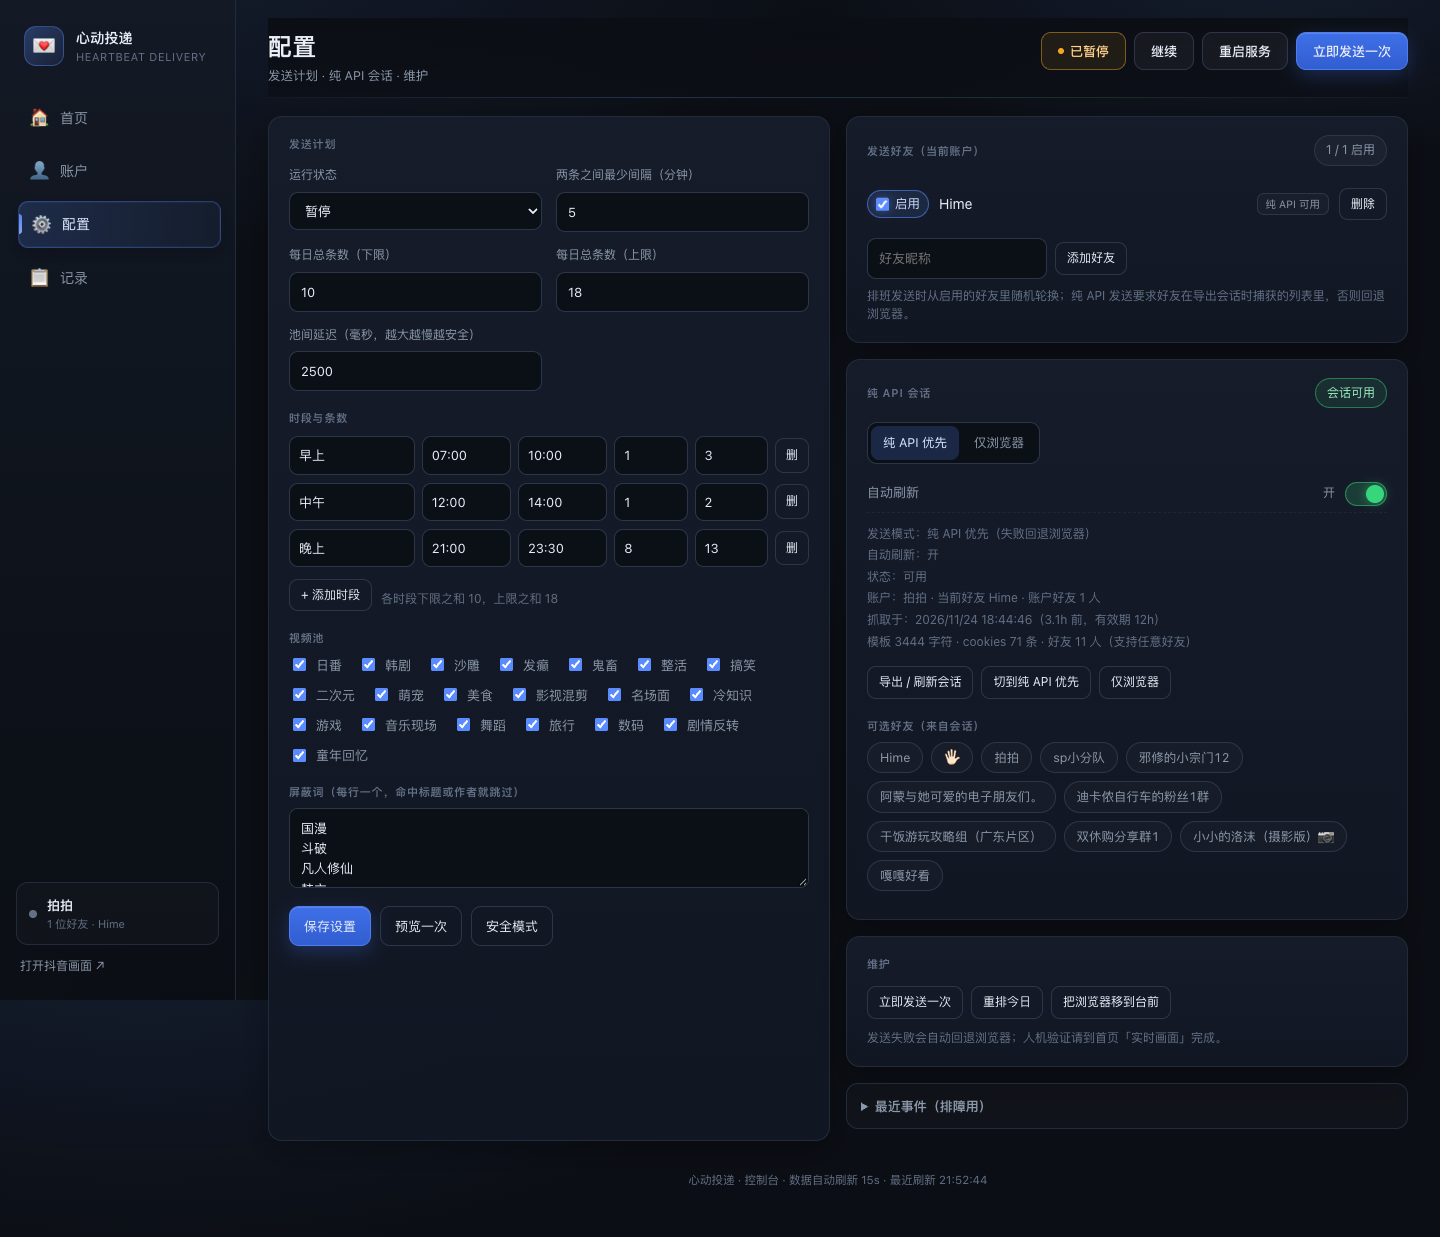 心动投递
HEARTBEAT DELIVERY
首页
账户
配置
记录
拍拍
1 位好友 · Hime
打开抖音画面 ↗
配置
发送计划 · 纯 API 会话 · 维护
已暂停
继续
重启服务
立即发送一次
发送计划
运行状态
两条之间最少间隔（分钟）
暂停
5
每日总条数（下限）
每日总条数（上限）
10
18
池间延迟（毫秒，越大越慢越安全）
2500
时段与条数
早上 07:00 10:00 1 3 删
中午 12:00 14:00 1 2 删
晚上 21:00 23:30 8 13 删
+ 添加时段 各时段下限之和 10，上限之和 18
视频池
日番 韩剧 沙雕 发癫 鬼畜 整活 搞笑
二次元 萌宠 美食 影视混剪 名场面 冷知识
游戏 音乐现场 舞蹈 旅行 数码 剧情反转
童年回忆
屏蔽词（每行一个，命中标题或作者就跳过）
国漫
斗破
凡人修仙
保存设置 预览一次 安全模式
发送好友（当前账户）
1 / 1 启用
启用 Hime 纯 API 可用 删除
好友昵称 添加好友
排班发送时从启用的好友里随机轮换；纯 API 发送要求好友在导出会话时捕获的列表里，否则回退
浏览器。
纯 API 会话
会话可用
纯 API 优先 仅浏览器
自动刷新 开
发送模式：纯 API 优先（失败回退浏览器）
自动刷新：开
状态：可用
账户：拍拍 · 当前好友 Hime · 账户好友 1 人
抓取于：2026/11/24 18:44:46（3.1h 前，有效期 12h）
模板 3444 字符 · cookies 71 条 · 好友 11 人（支持任意好友）
导出 / 刷新会话 切到纯 API 优先 仅浏览器
可选好友（来自会话）
Hime 🖐🏻 拍拍 sp小分队 邪修的小宗门12
阿蒙与她可爱的电子朋友们。 迪卡侬自行车的粉丝1群
干饭游玩攻略组（广东片区） 双休购分享群1 小小的洛沫（摄影版）📷
嘎嘎好看
维护
立即发送一次 重排今日 把浏览器移到台前
发送失败会自动回退浏览器；人机验证请到首页「实时画面」完成。
▶ 最近事件（排障用）
心动投递 · 控制台 · 数据自动刷新 15s · 最近刷新 21:52:44